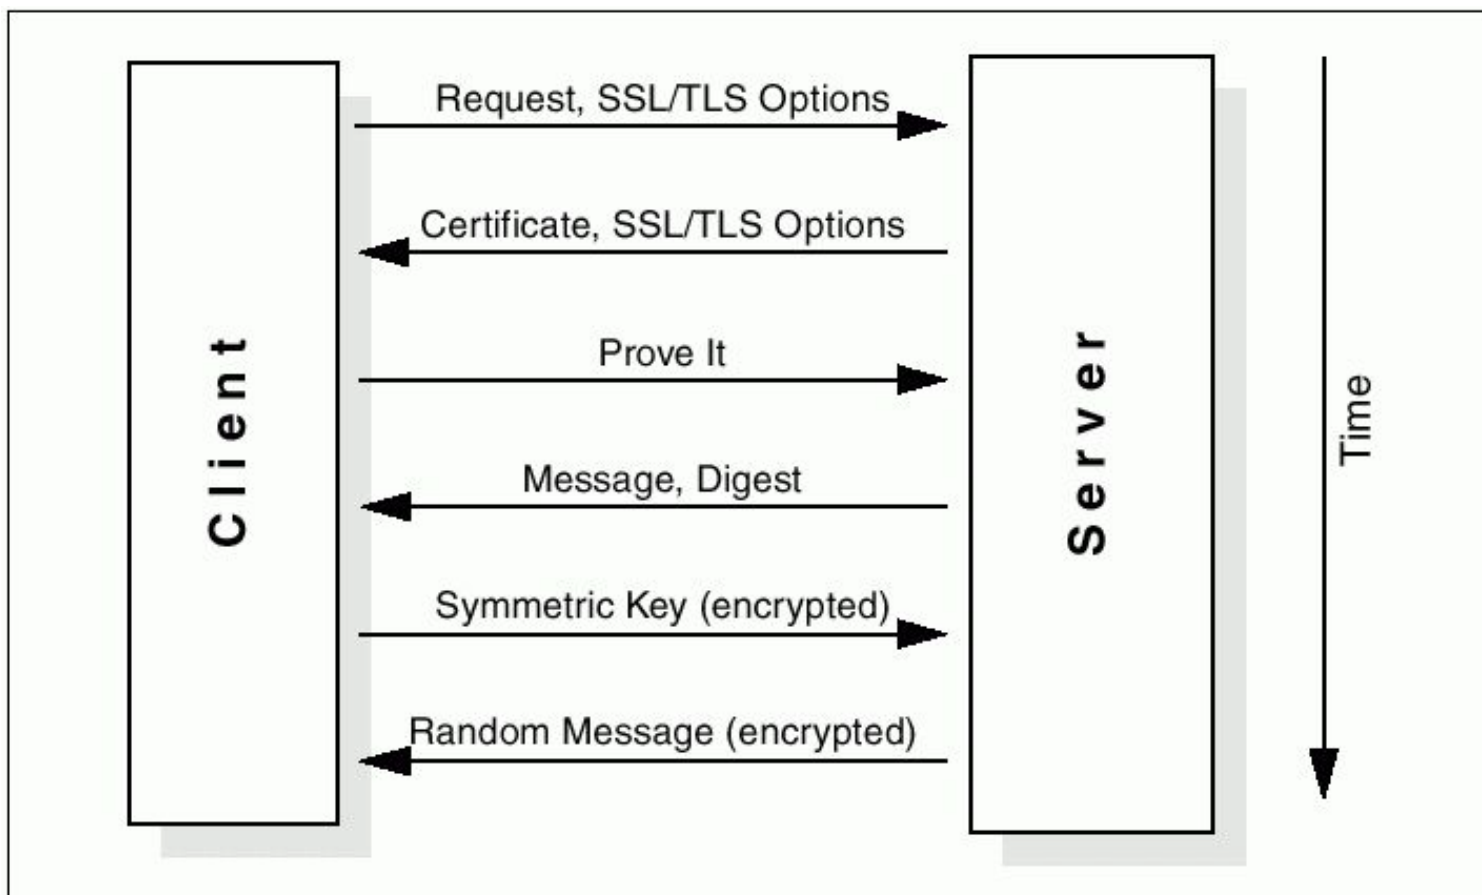 Request, SSL/TLS Options
Certificate, SSL/TLS Options
Prove It
Message, Digest
Symmetric Key (encrypted)
Random Message (encrypted)
Client
Server
Time